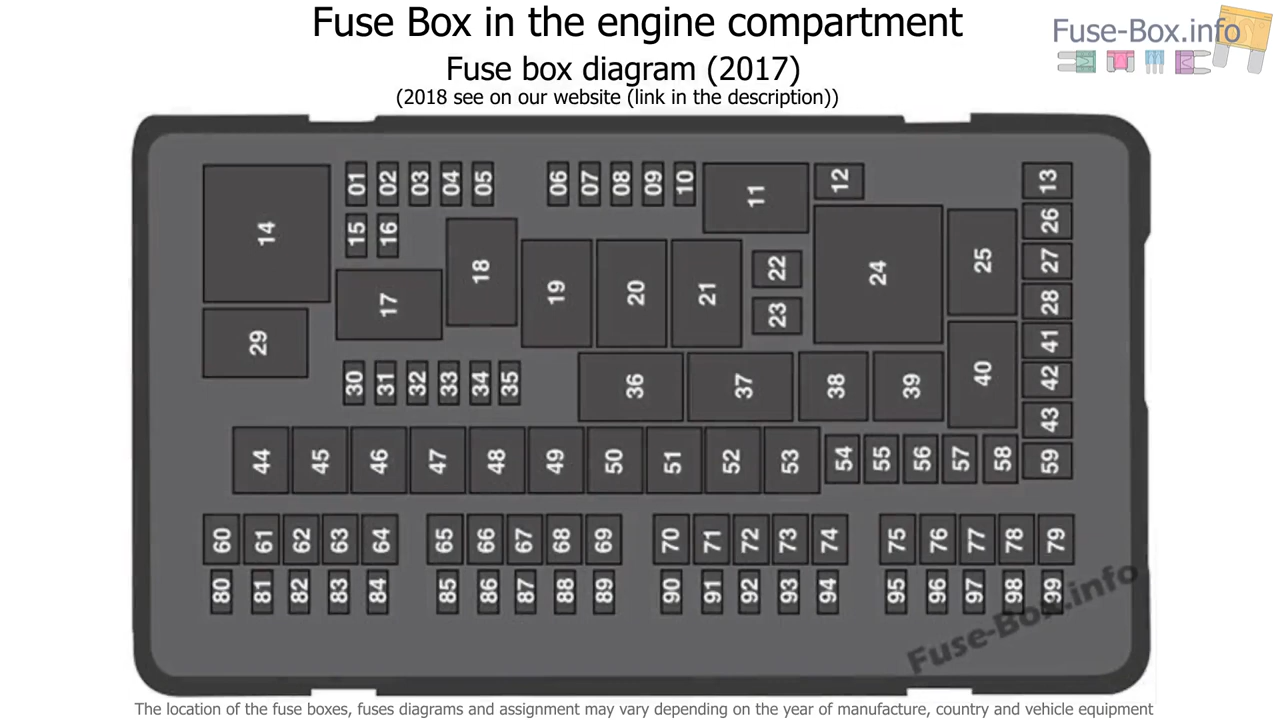 Fuse Box in the engine compartment
Fuse-Box.info
Fuse box diagram (2017)
(2018 see on our website (link in the description))
01 02 03 04 05 06 07 08 09 10 11 12 13
14 15 16 17 18 19 20 21 22 23 24 25 26
27
28
29 30 31 32 33 34 35 36 37 38 39 40 41
42
43
44 45 46 47 48 49 50 51 52 53 54 55 56 57 58 59
60 61 62 63 64 65 66 67 68 69 70 71 72 73 74 75 76 77 78 79
80 81 82 83 84 85 86 87 88 89 90 91 92 93 94 95 96 97 98 99
Fuse-Box.info
The location of the fuse boxes, fuses diagrams and assignment may vary depending on the year of manufacture, country and vehicle equipment